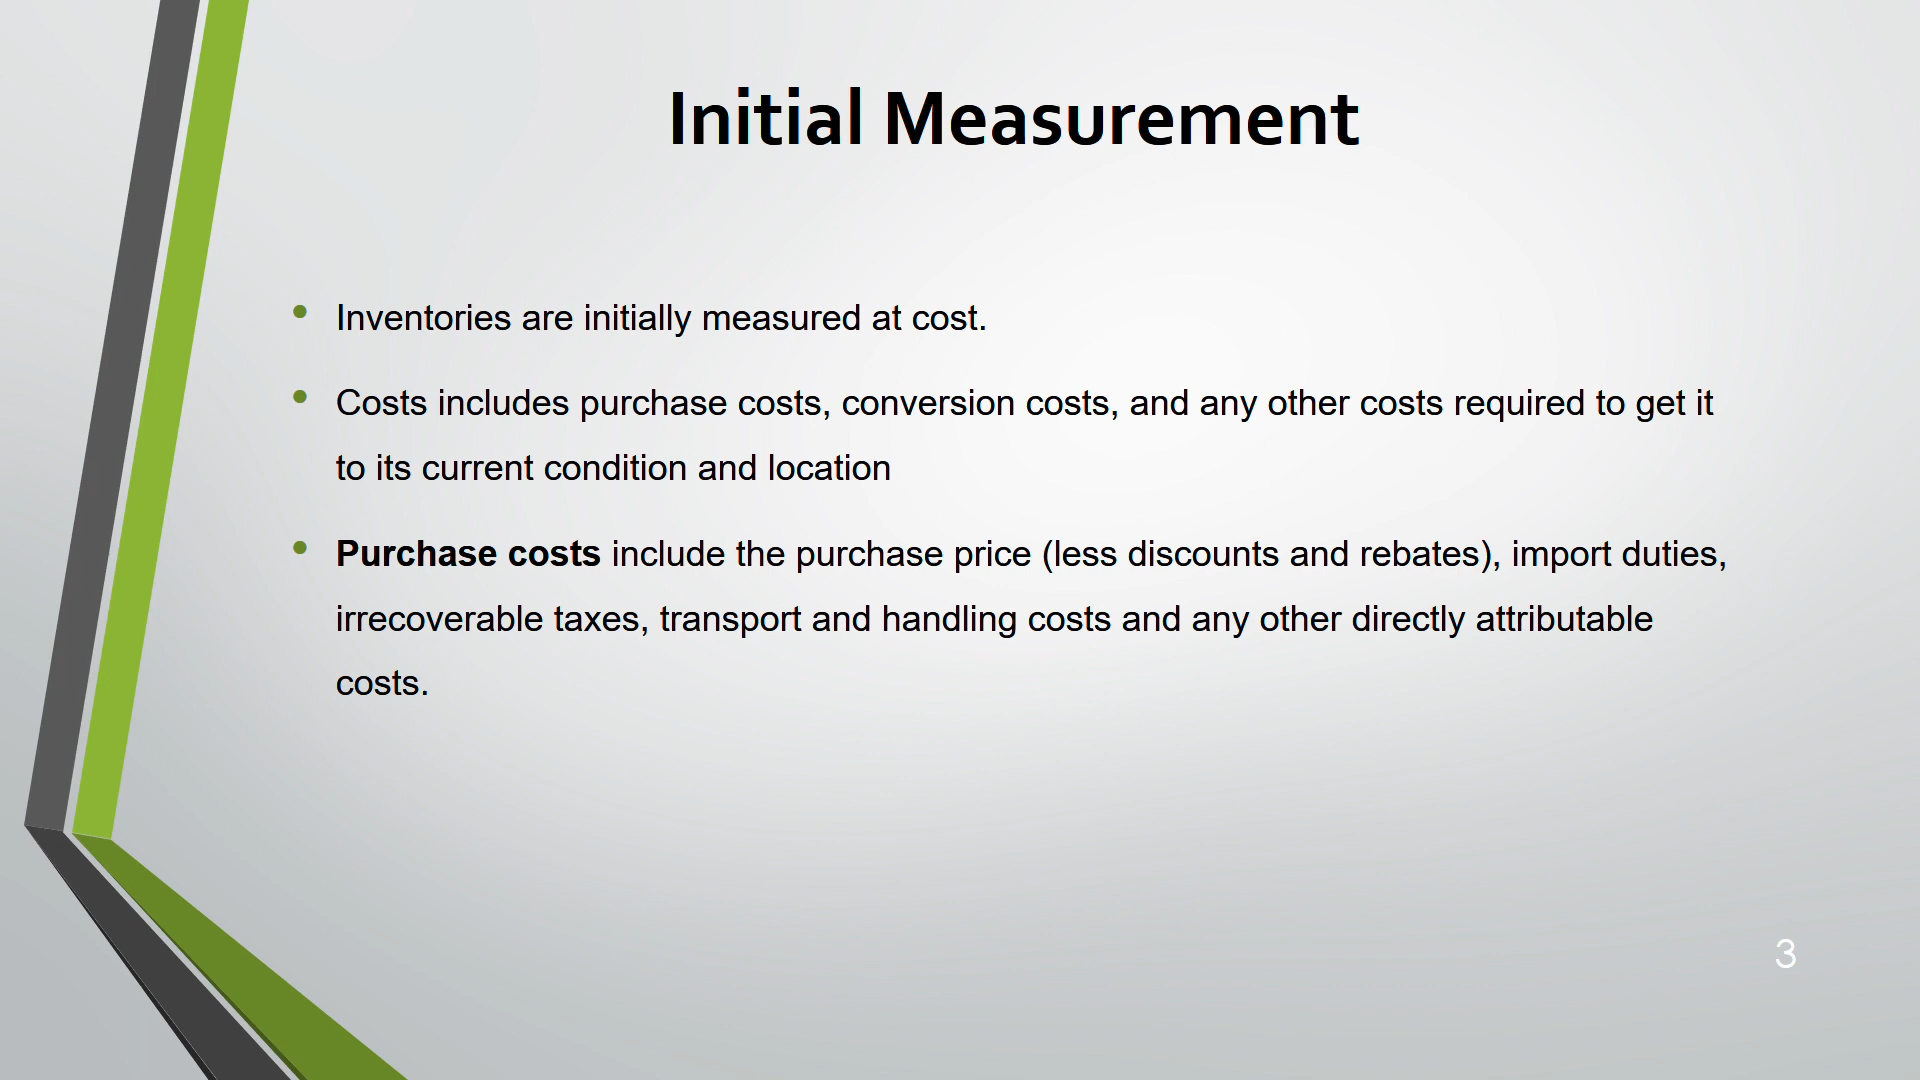 Initial Measurement
• Inventories are initially measured at cost.
• Costs includes purchase costs, conversion costs, and any other costs required to get it
to its current condition and location
• Purchase costs include the purchase price (less discounts and rebates), import duties,
irrecoverable taxes, transport and handling costs and any other directly attributable
costs.
3